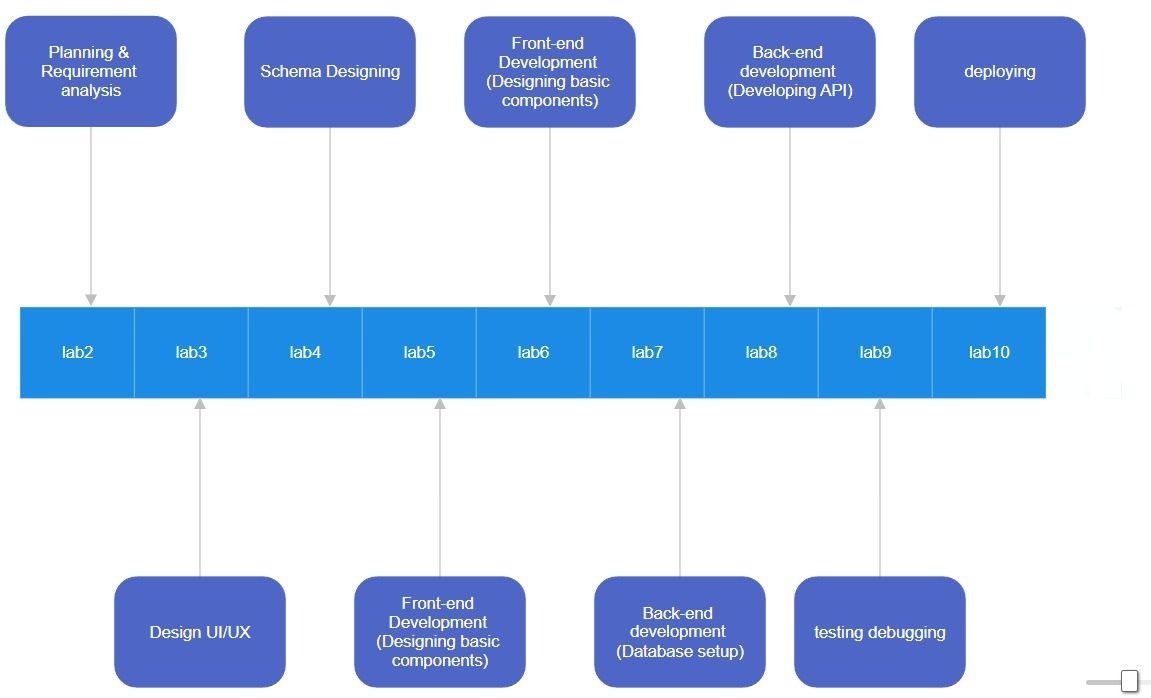 Planning &
Requirement
analysis
Schema Designing
Front-end
Development
(Designing basic
components)
Back-end
development
(Developing API)
deploying
lab2
lab3
lab4
lab5
lab6
lab7
lab8
lab9
lab10
Design UI/UX
Front-end
Development
(Designing basic
components)
Back-end
development
(Database setup)
testing debugging